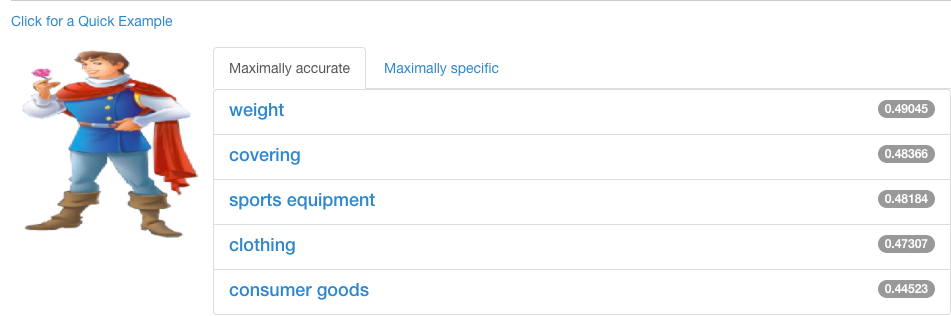 Click for a Quick Example
Maximally accurate Maximally specific
weight 0.49045
covering 0.48366
sports equipment 0.48184
clothing 0.47307
consumer goods 0.44523